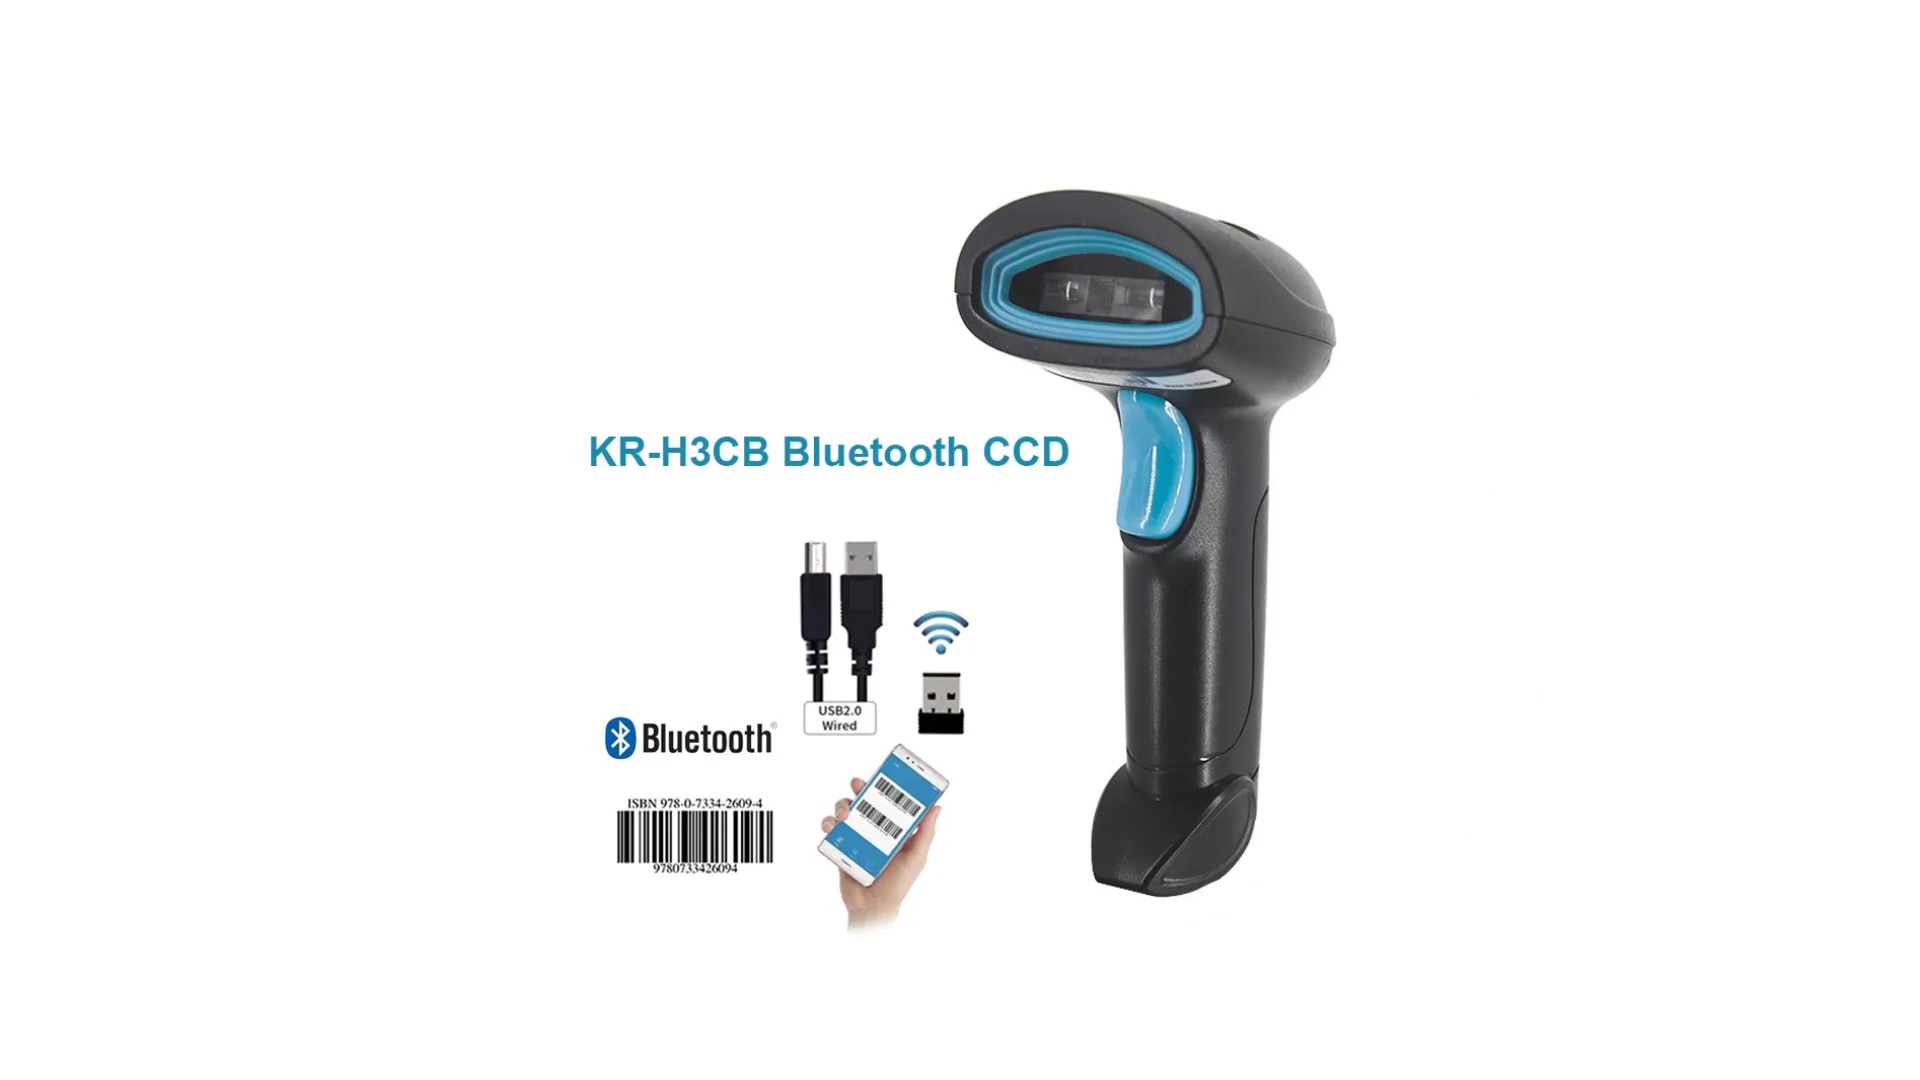 KR-H3CB Bluetooth CCD
USB2.0
Wired
Bluetooth®
ISBN 978-0-7334-2609-4
9780733426094